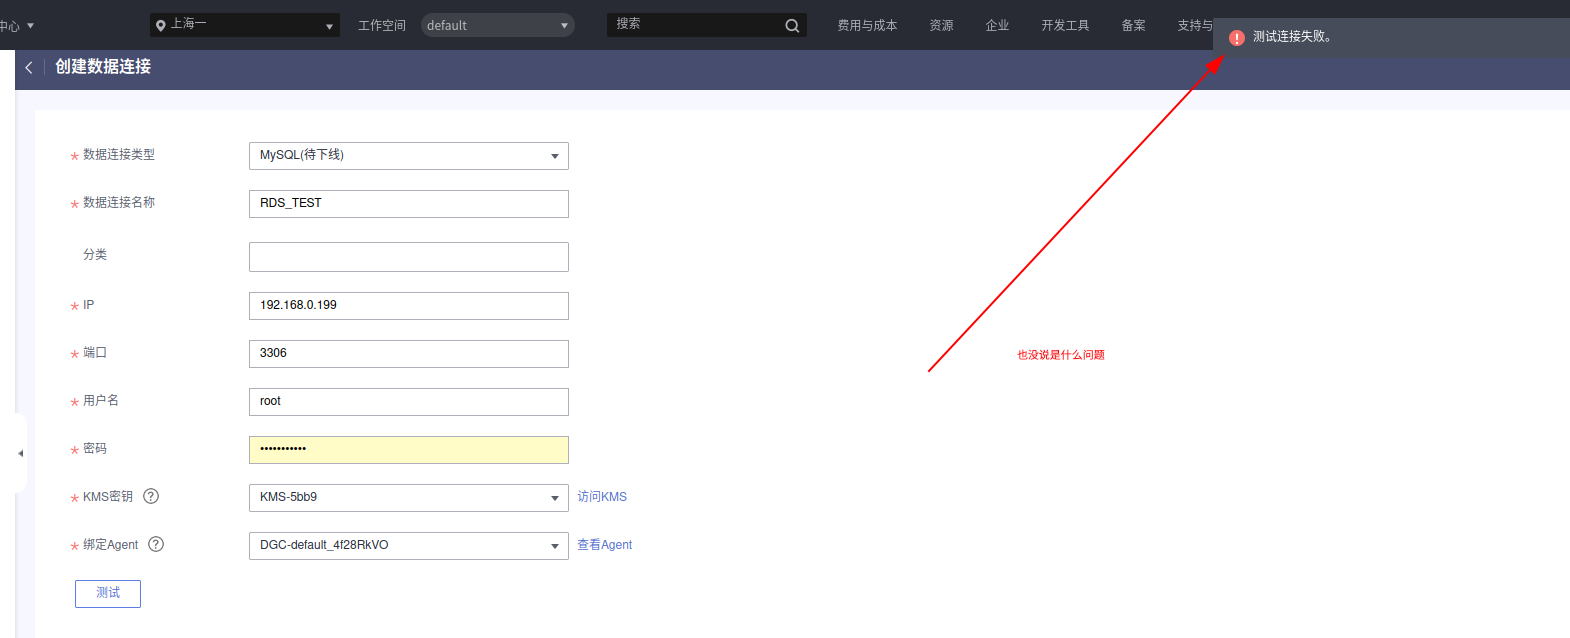 中心
上海一
工作空间
default
搜索
费用与成本
资源
企业
开发工具
备案
支持与
测试连接失败。
创建数据连接
* 数据连接类型
MySQL(待下线)
* 数据连接名称
RDS_TEST
分类
* IP
192.168.0.199
* 端口
3306
也没说是什么问题
* 用户名
root
* 密码
•••••••••••
* KMS密钥
KMS-5bb9
访问KMS
* 绑定Agent
DGC-default_4f28RkVO
查看Agent
测试